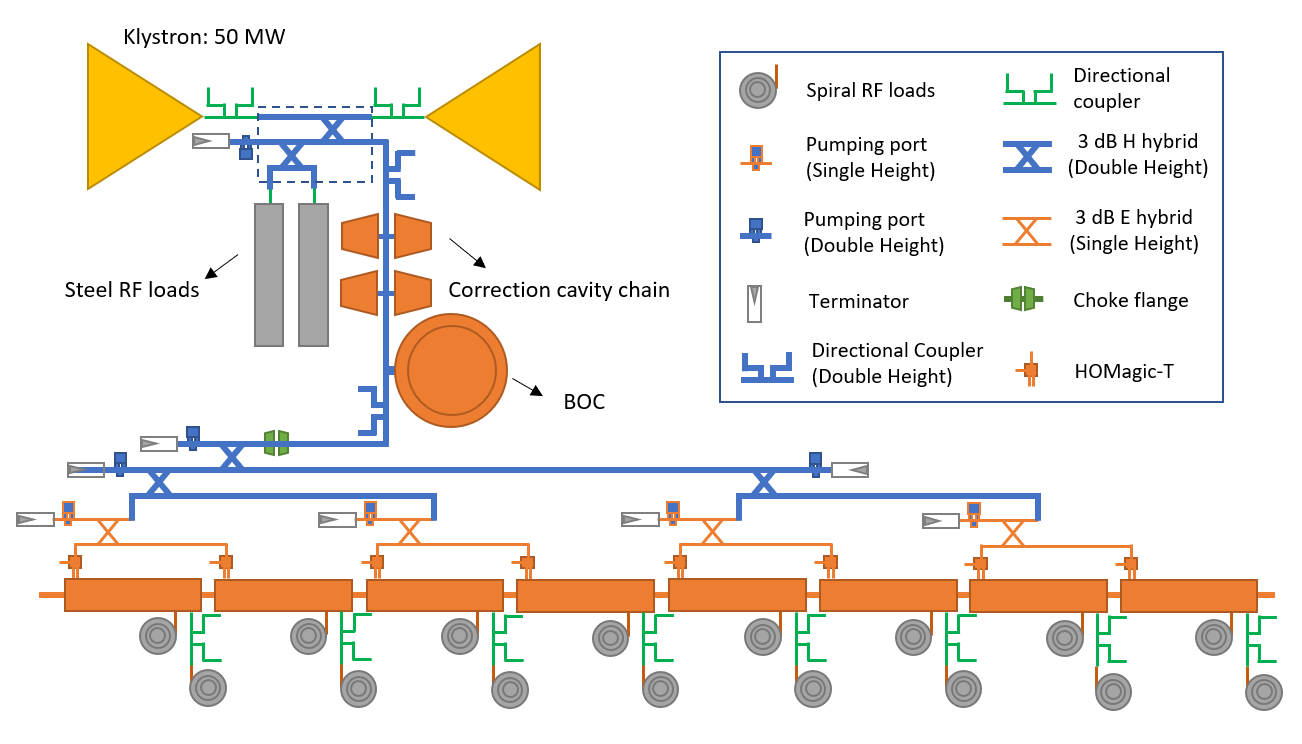 Klystron: 50 MW
Steel RF loads
Correction cavity chain
BOC
Spiral RF loads
Directional
coupler
Pumping port
(Single Height)
3 dB H hybrid
(Double Height)
Pumping port
(Double Height)
3 dB E hybrid
(Single Height)
Terminator
Choke flange
Directional Coupler
(Double Height)
HOMagic-T